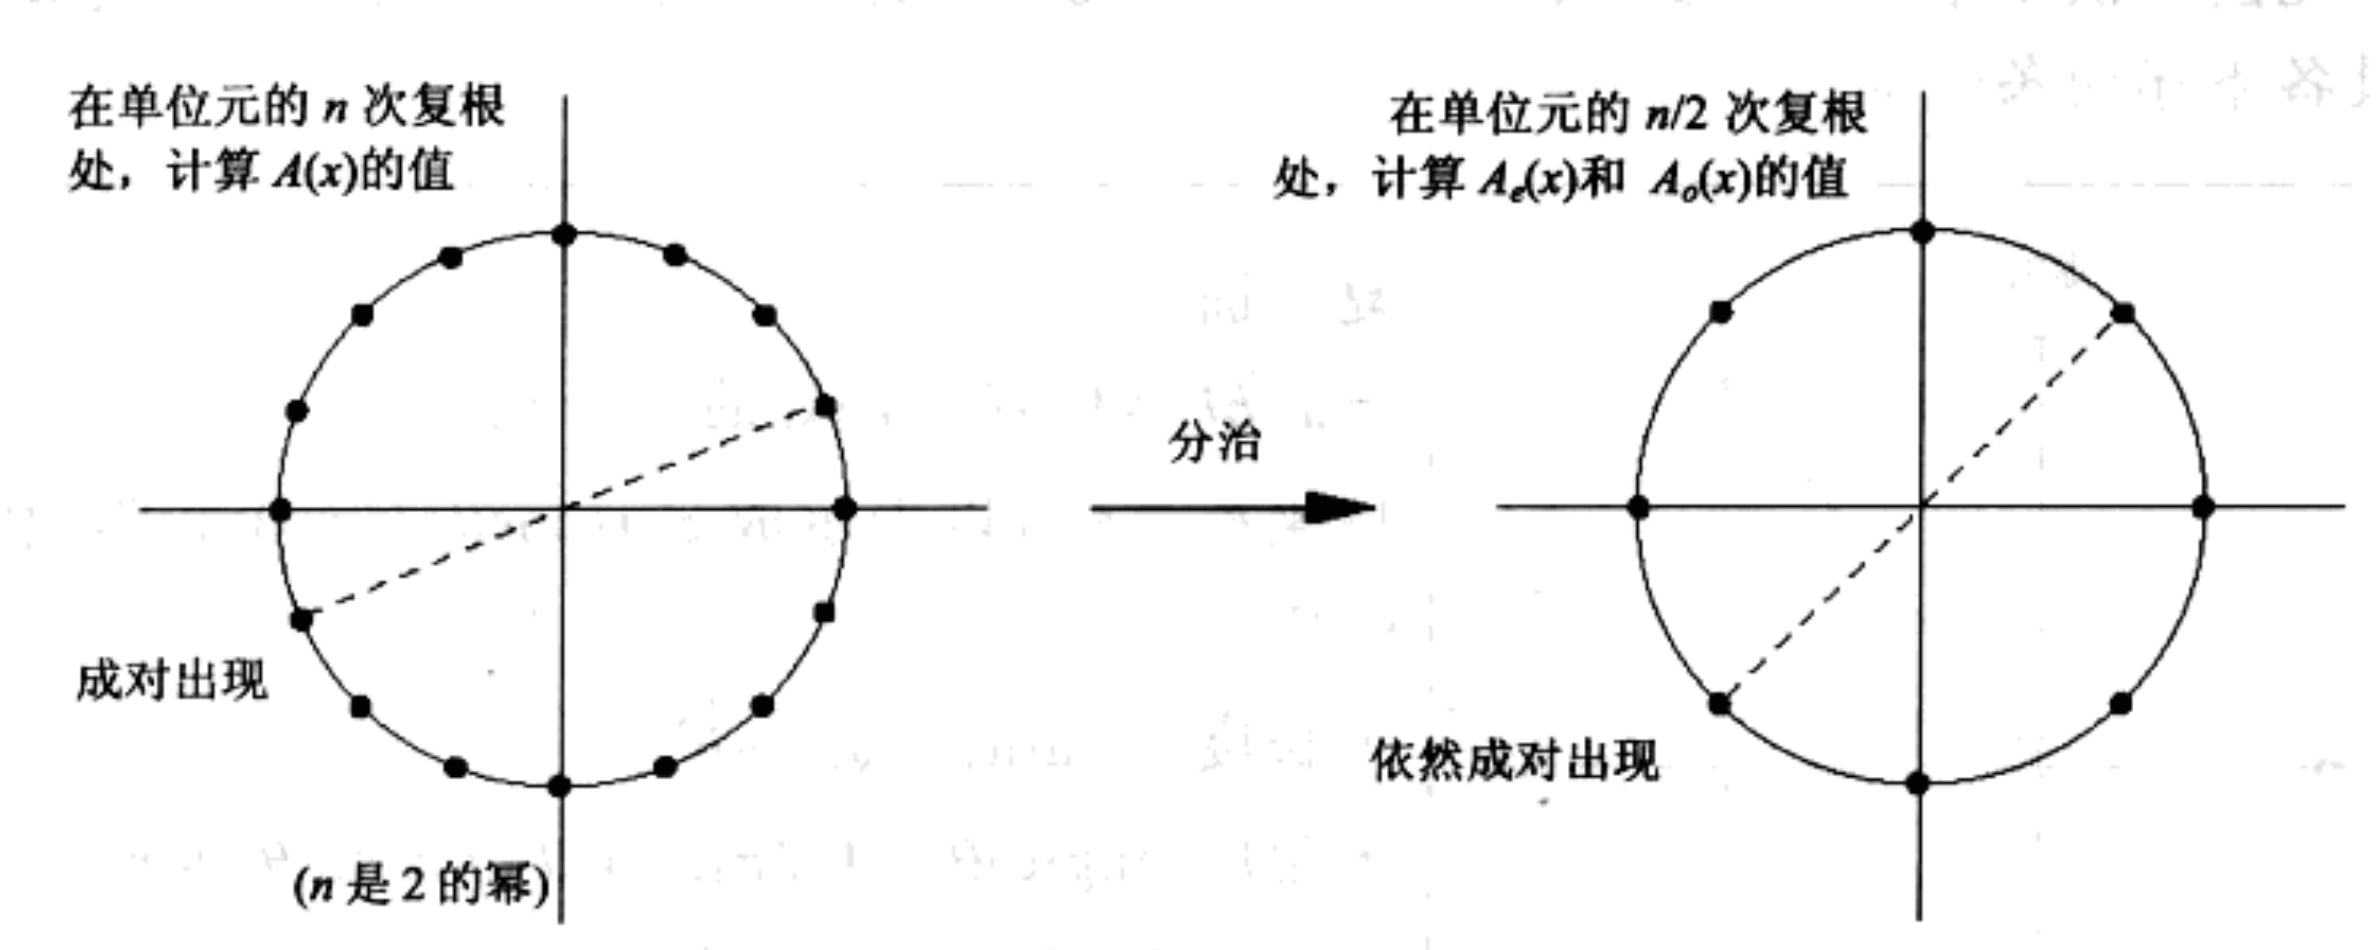 在单位元的 n 次复根
处，计算 A(x)的值
成对出现
(n 是 2 的幂)
分治
在单位元的 n/2 次复根
处，计算 Ae(x)和 Ao(x)的值
依然成对出现